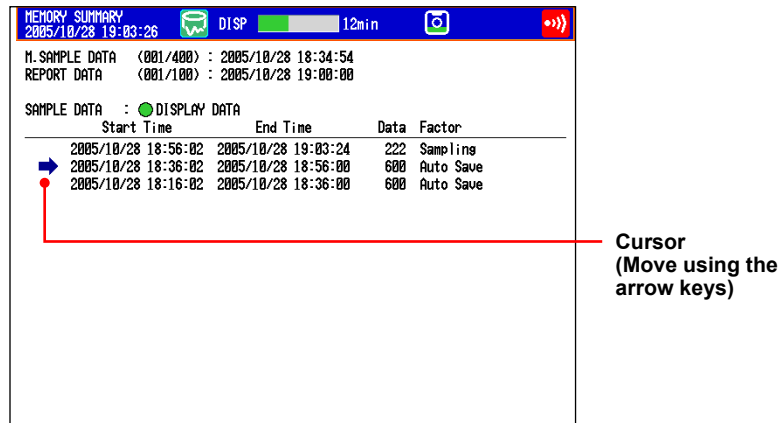 MEMORY SUMMARY
2005/10/28 19:03:26 DISP 12min
M.SAMPLE DATA (001/400) : 2005/10/28 18:34:54
REPORT DATA (001/100) : 2005/10/28 19:00:00
SAMPLE DATA : DISPLAY DATA
Start Time End Time Data Factor
2005/10/28 18:56:02 2005/10/28 19:03:24 222 Sampling
2005/10/28 18:36:02 2005/10/28 18:56:00 600 Auto Save
2005/10/28 18:16:02 2005/10/28 18:36:00 600 Auto Save
Cursor
(Move using the
arrow keys)